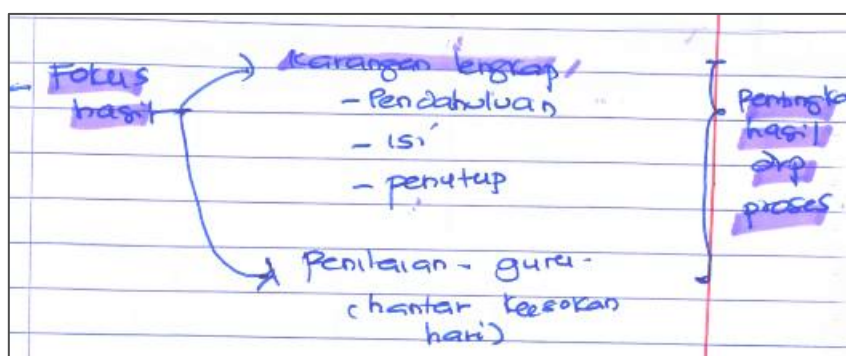 - Fokus
hasil
Karangan lengkap
- Pendahuluan
- isi
- penutup
Penilaian - guru -
(hantar keesokan
hari)
Pentingka
hasil
drp
proses